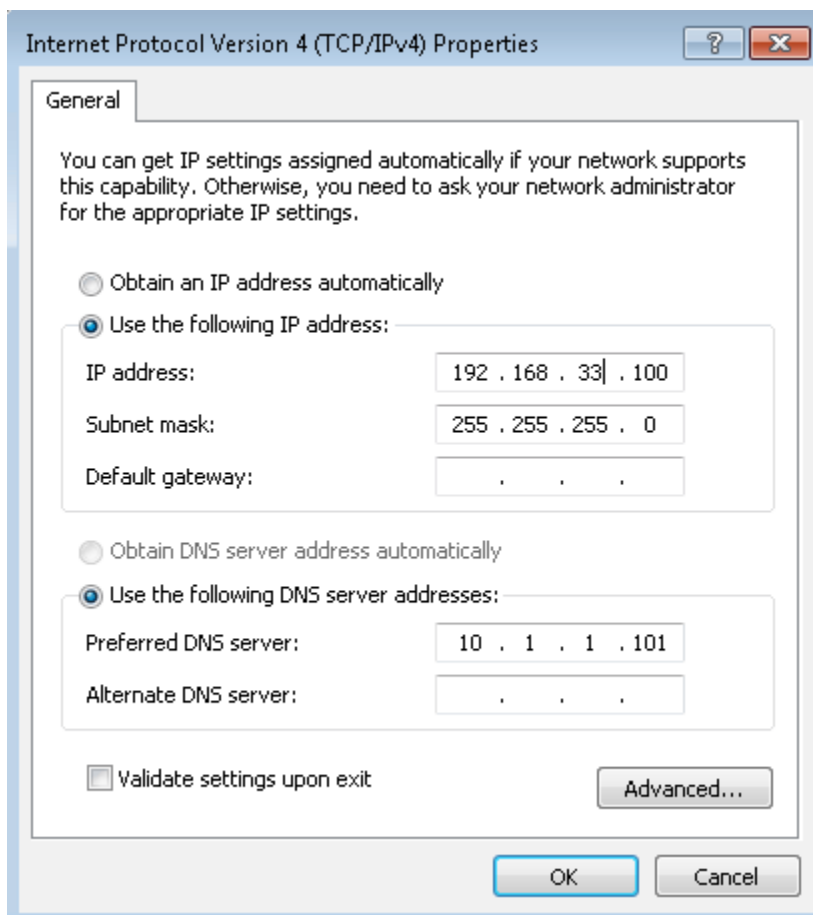 Internet Protocol Version 4 (TCP/IPv4) Properties
General
You can get IP settings assigned automatically if your network supports
this capability. Otherwise, you need to ask your network administrator
for the appropriate IP settings.
Obtain an IP address automatically
Use the following IP address:
IP address: 192 . 168 . 33 . 100
Subnet mask: 255 . 255 . 255 . 0
Default gateway: . . .
Obtain DNS server address automatically
Use the following DNS server addresses:
Preferred DNS server: 10 . 1 . 1 . 101
Alternate DNS server: . . .
Validate settings upon exit
Advanced...
OK Cancel